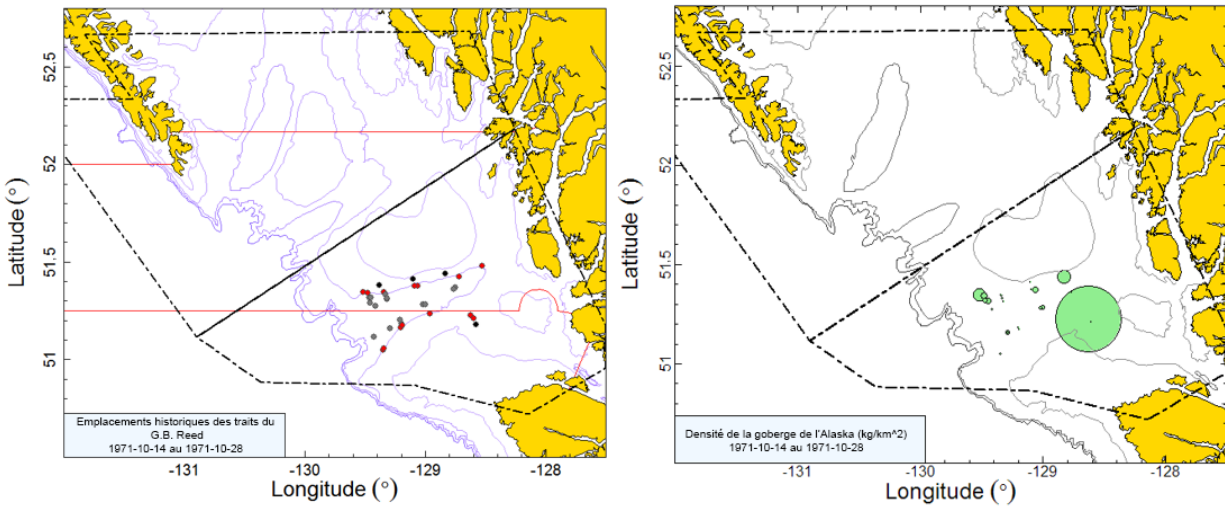 52.5
52
51.5
51
Latitude (°)
Emplacements historiques des traits du
G.B. Reed
1971-10-14 au 1971-10-28
-131
-130
-129
-128
Longitude (°)
52.5
52
51.5
51
Latitude (°)
Densité de la goberge de l'Alaska (kg/km^2)
1971-10-14 au 1971-10-28
-131
-130
-129
-128
Longitude (°)